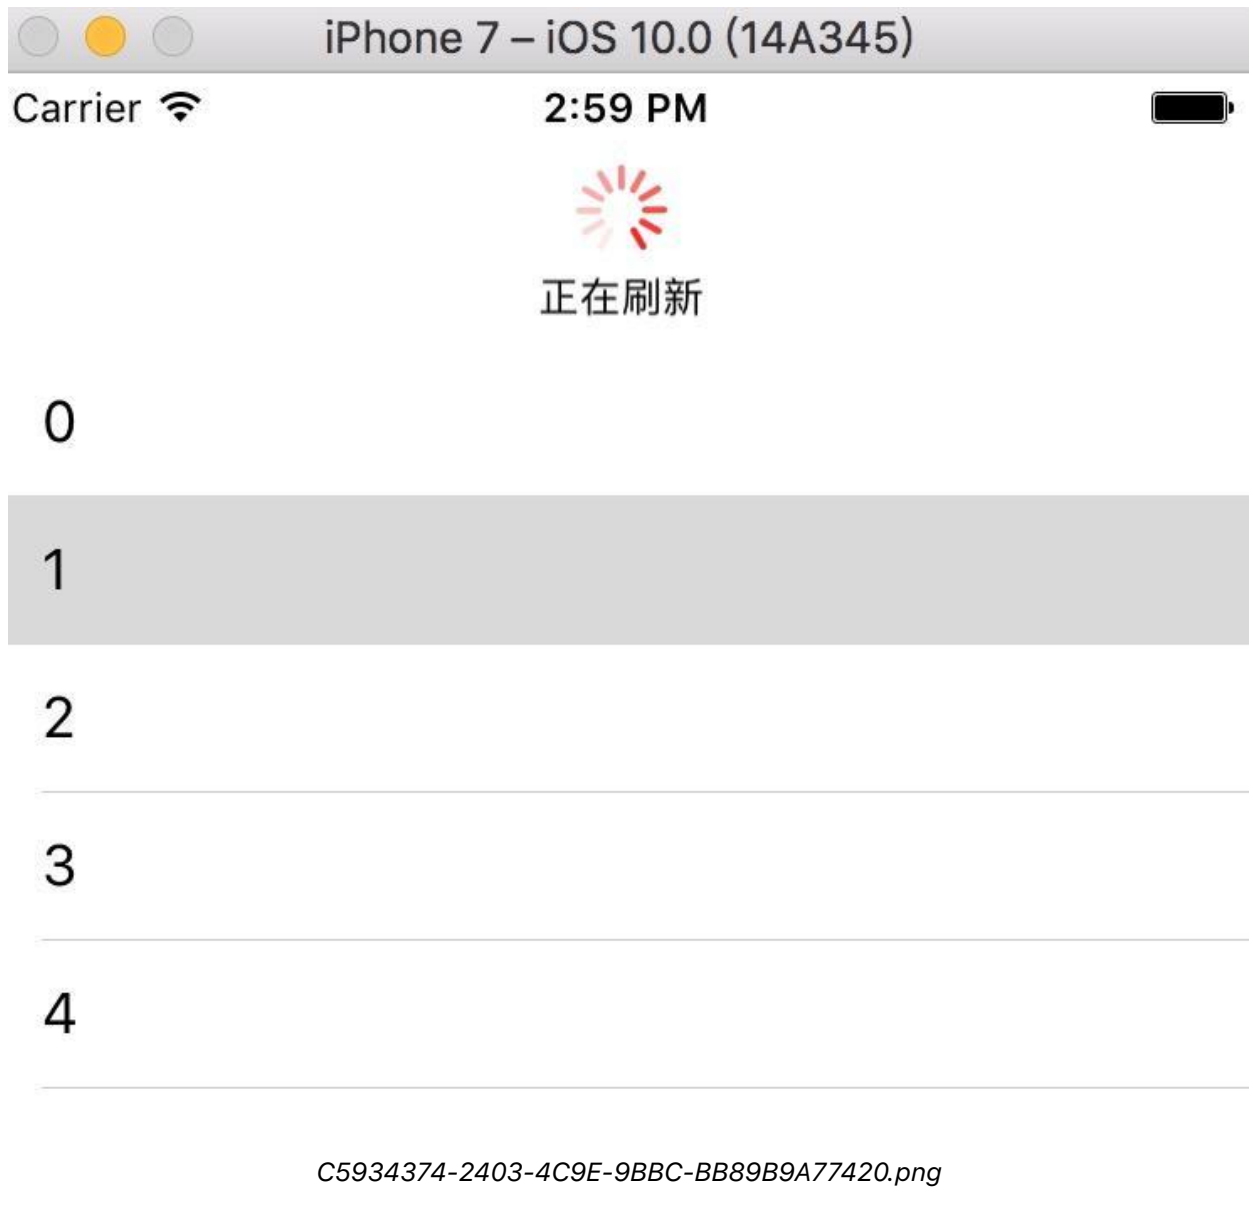 iPhone 7 – iOS 10.0 (14A345)
Carrier 2:59 PM
正在刷新
0
1
2
3
4
C5934374-2403-4C9E-9BBC-BB89B9A77420.png